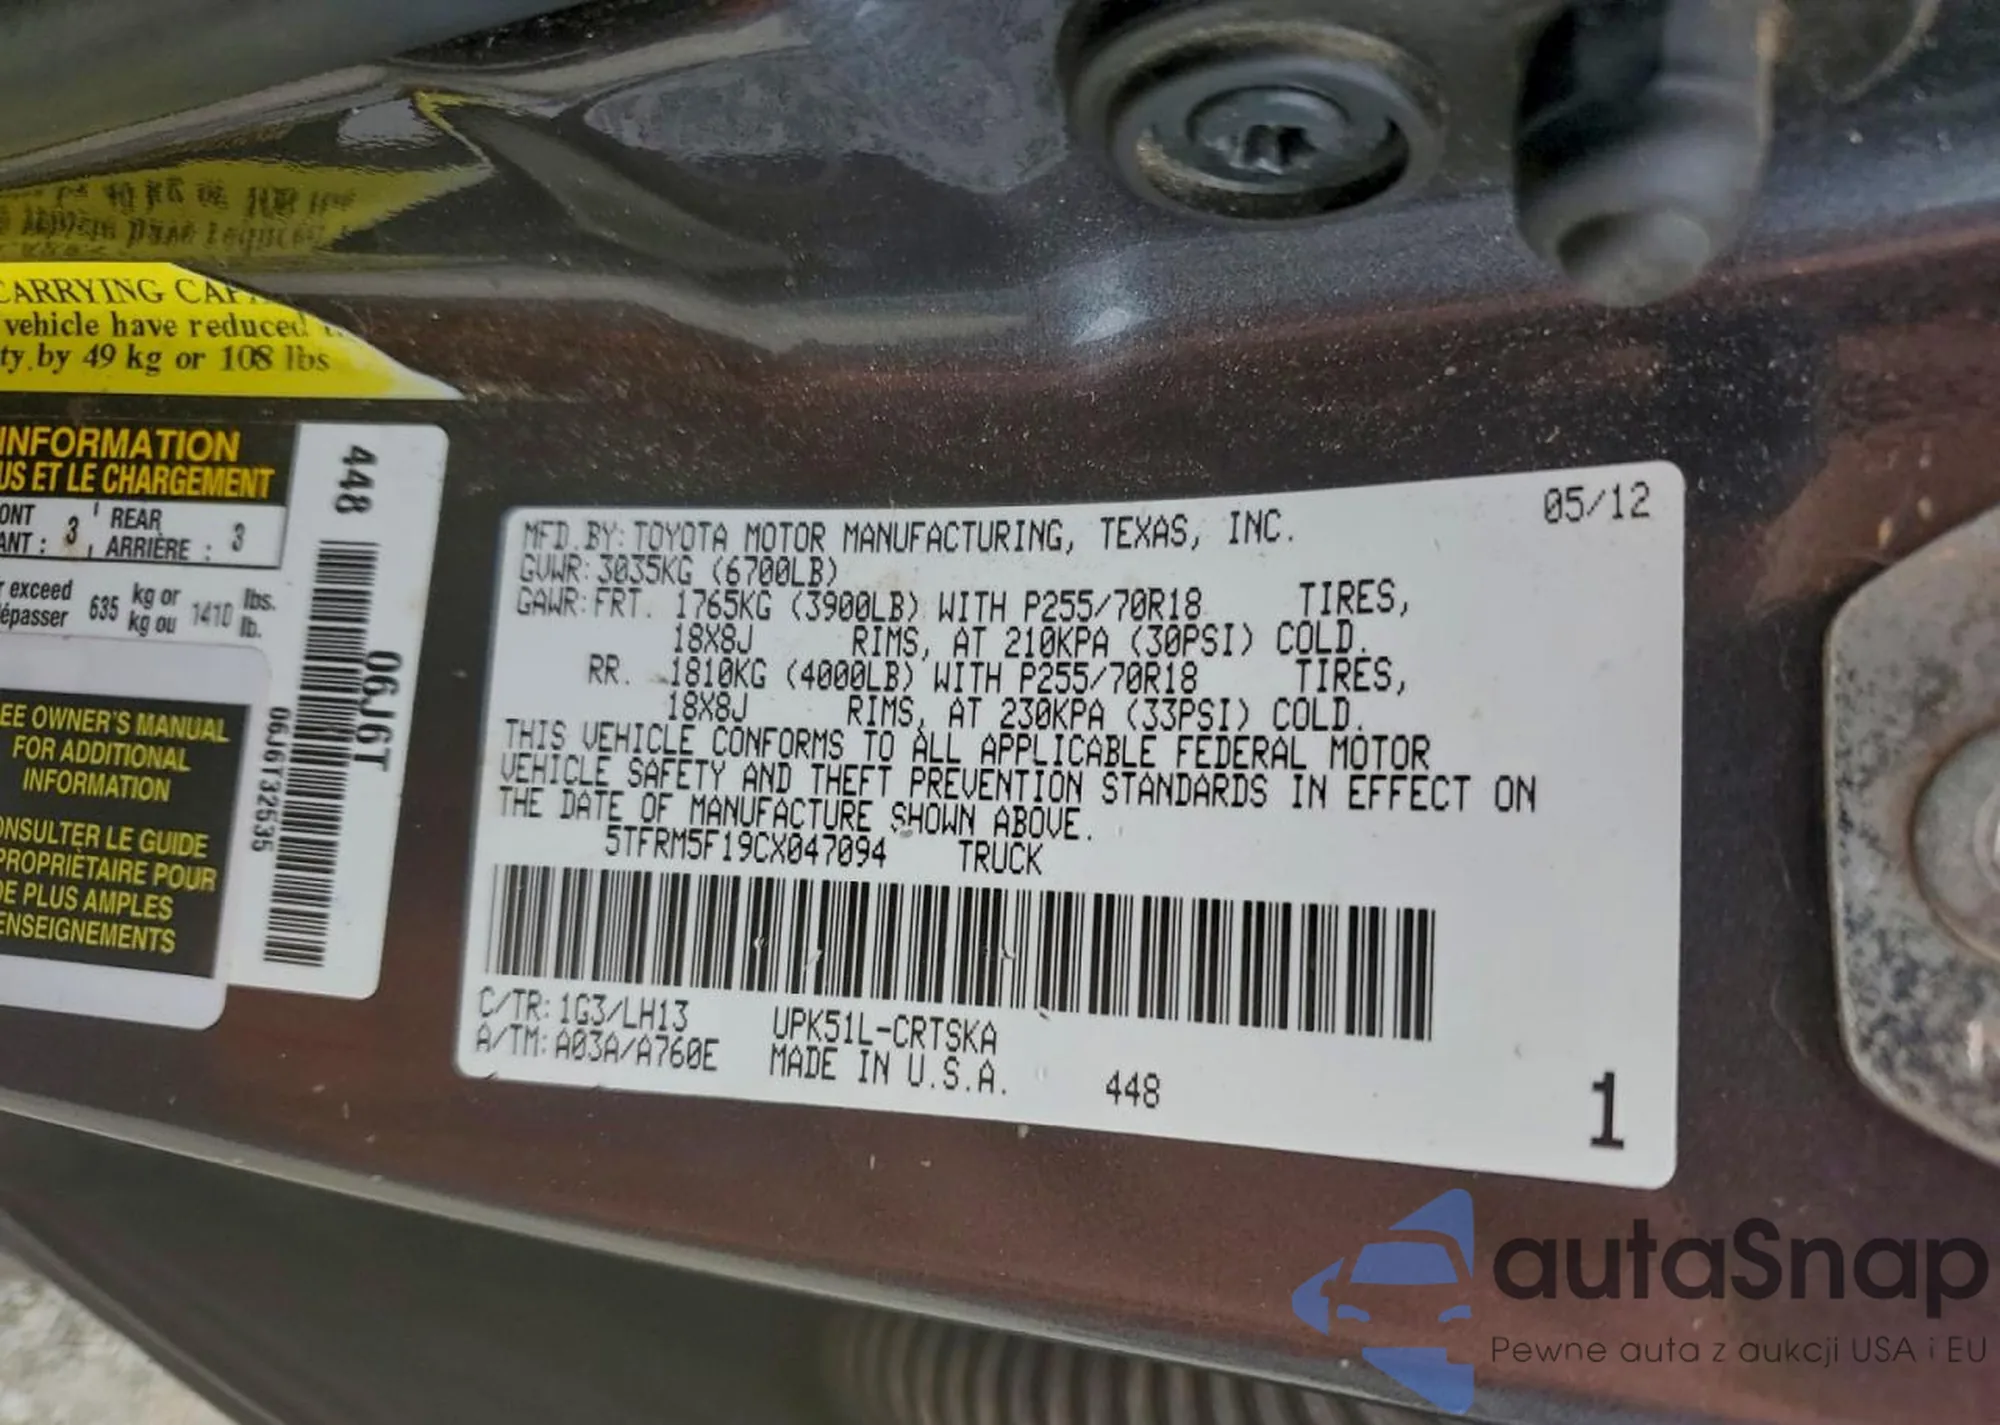 CARRYING CAPA
vehicle have reduced
ty by 49 kg or 108 lbs
INFORMATION
US ET LE CHARGEMENT
ONT 3 REAR 3
ANT : ARRIÈRE :
r exceed 635 kg or 1410 lbs.
épasser kg ou lb.
EE OWNER'S MANUAL
FOR ADDITIONAL
INFORMATION
ONSULTER LE GUIDE
PROPRIÉTAIRE POUR
DE PLUS AMPLES
ENSEIGNEMENTS
448
06J6T
06J6T32535
05/12
MFD.BY:TOYOTA MOTOR MANUFACTURING, TEXAS, INC.
GVWR:3035KG (6700LB)
GAWR:FRT. 1765KG (3900LB) WITH P255/70R18 TIRES,
18X8J RIMS, AT 210KPA (30PSI) COLD.
RR. 1810KG (4000LB) WITH P255/70R18 TIRES,
18X8J RIMS, AT 230KPA (33PSI) COLD.
THIS VEHICLE CONFORMS TO ALL APPLICABLE FEDERAL MOTOR
VEHICLE SAFETY AND THEFT PREVENTION STANDARDS IN EFFECT ON
THE DATE OF MANUFACTURE SHOWN ABOVE.
5TFRM5F19CX047094 TRUCK
C/TR:1G3/LH13 UPK51L-CRTSKA
A/TM:A03A/A760E MADE IN U.S.A. 448
1
autaSnap
Pewne auta z aukcji USA i EU